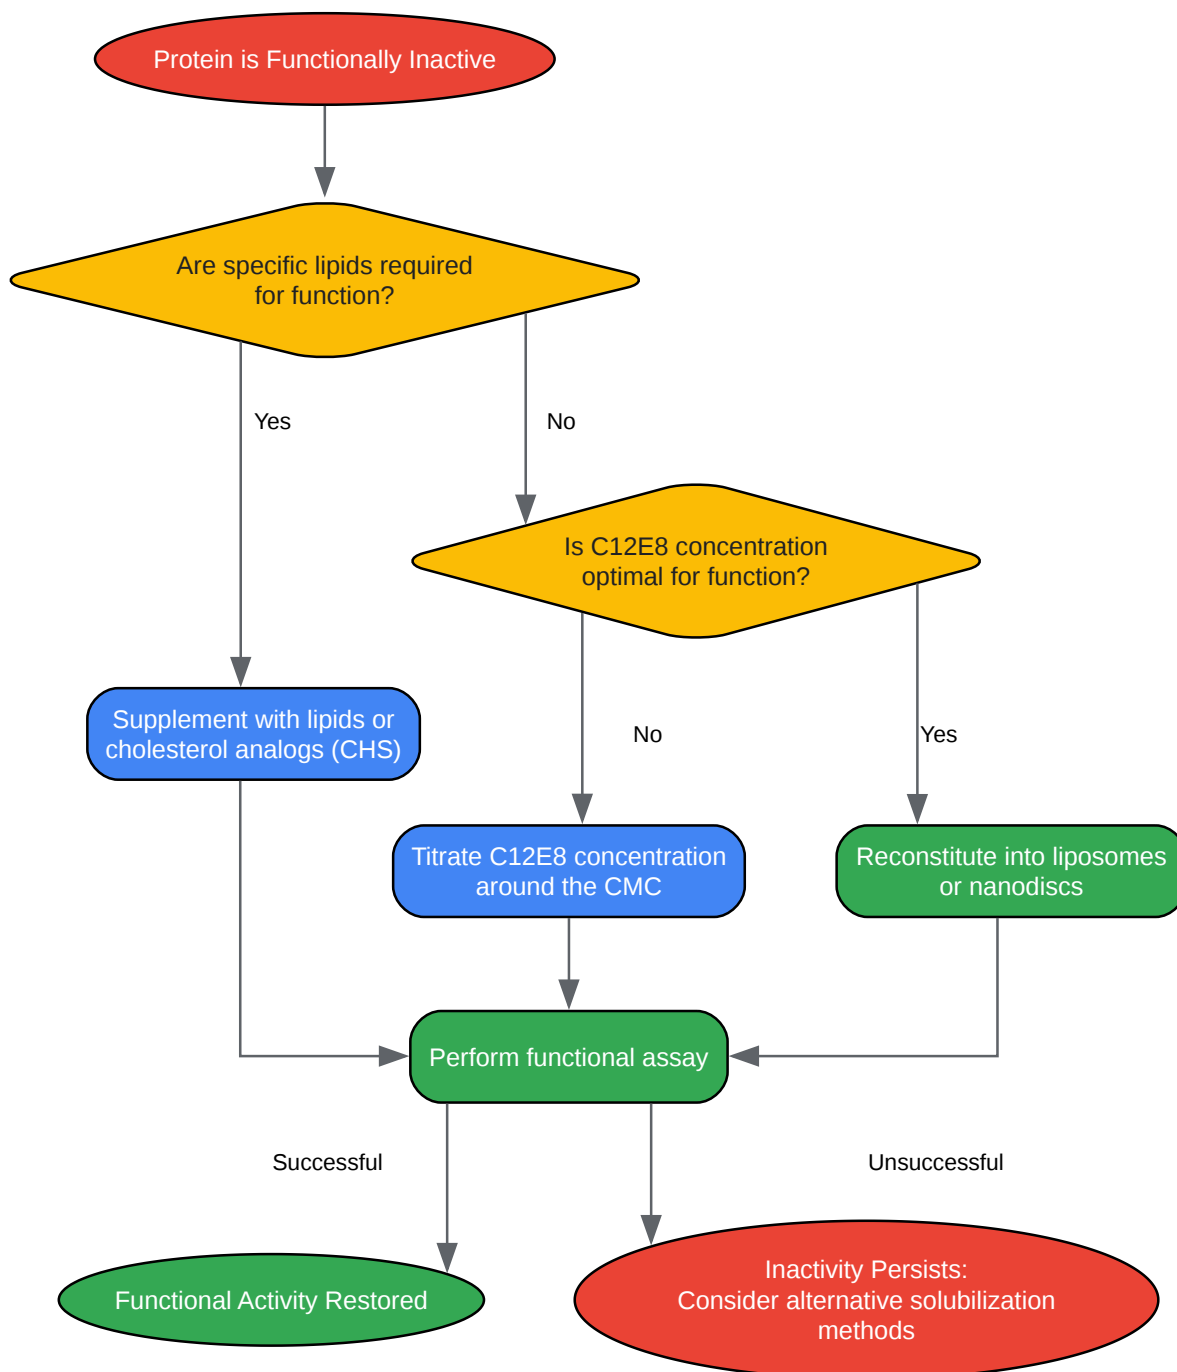 Protein is Functionally Inactive
Are specific lipids required
for function?
Yes
No
Is C12E8 concentration
optimal for function?
Supplement with lipids or
cholesterol analogs (CHS)
No
Yes
Titrate C12E8 concentration
around the CMC
Reconstitute into liposomes
or nanodiscs
Perform functional assay
Successful
Unsuccessful
Functional Activity Restored
Inactivity Persists:
Consider alternative solubilization
methods